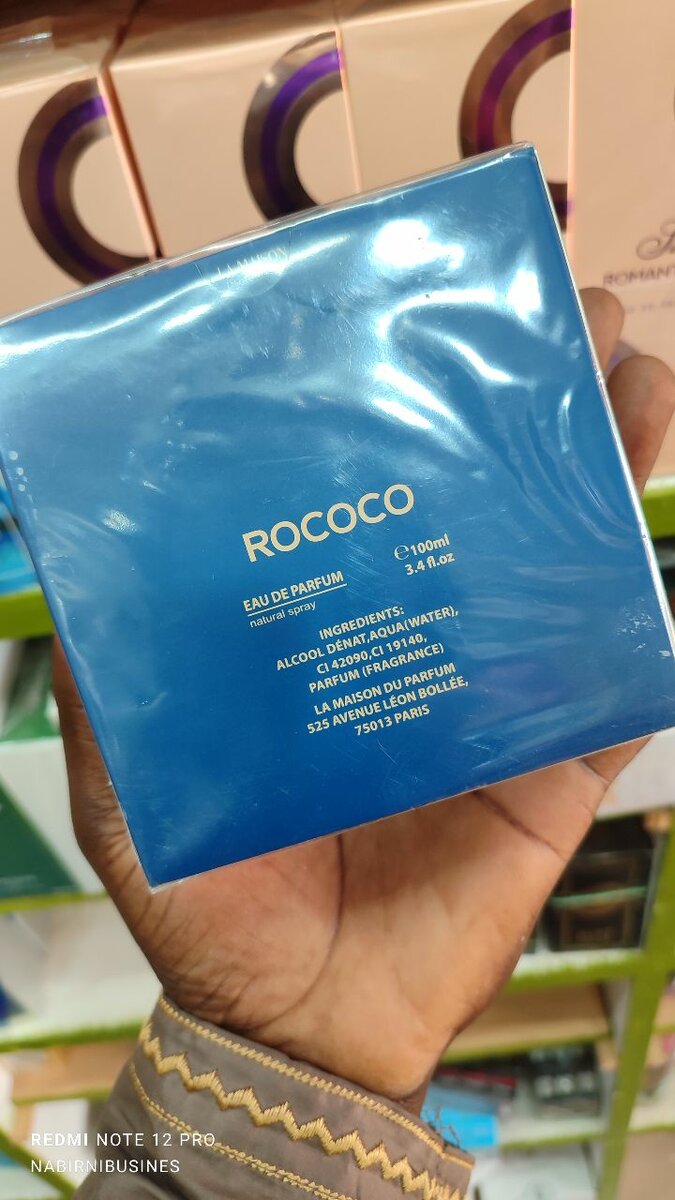 ROMANT
ROCOCO
EAU DE PARFUM
natural spray
℮100ml
3.4 fl.oz
INGREDIENTS:
ALCOOL DÉNAT,AQUA(WATER),
CI 42090,CI 19140,
PARFUM (FRAGRANCE)
LA MAISON DU PARFUM
525 AVENUE LÉON BOLLÉE,
75013 PARIS
REDMI NOTE 12 PRO
NABIRNIBUSINES